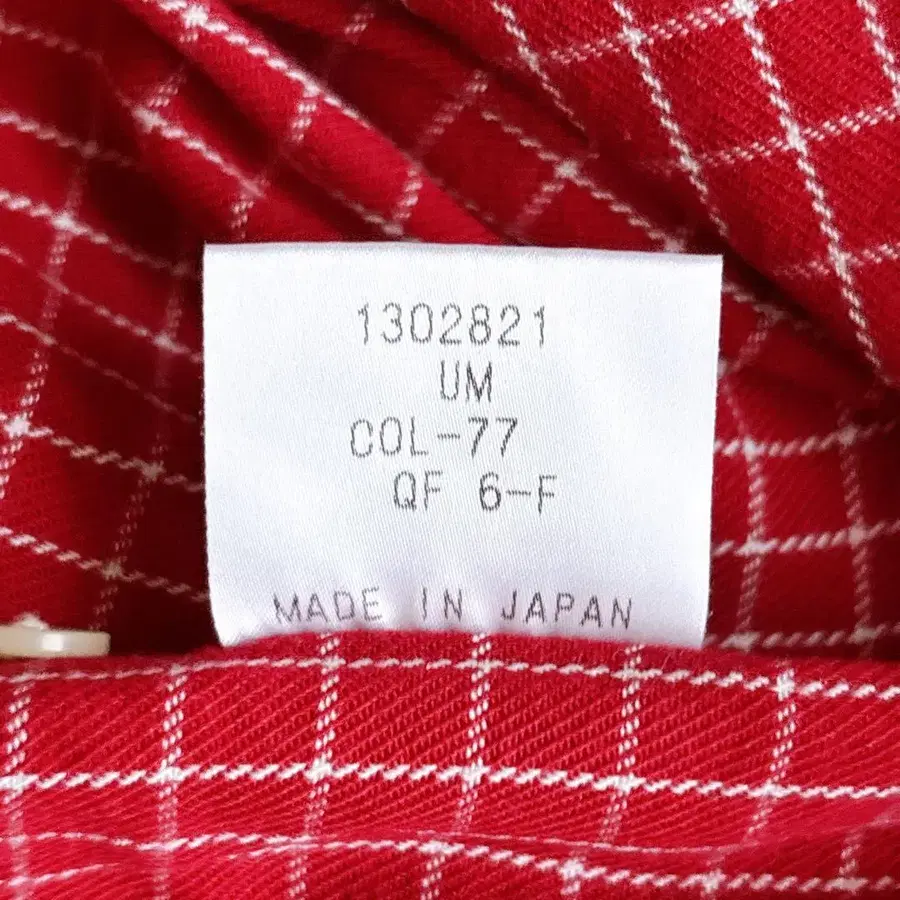 1302821
UM
COL-77
QF 6-F
MADE IN JAPAN